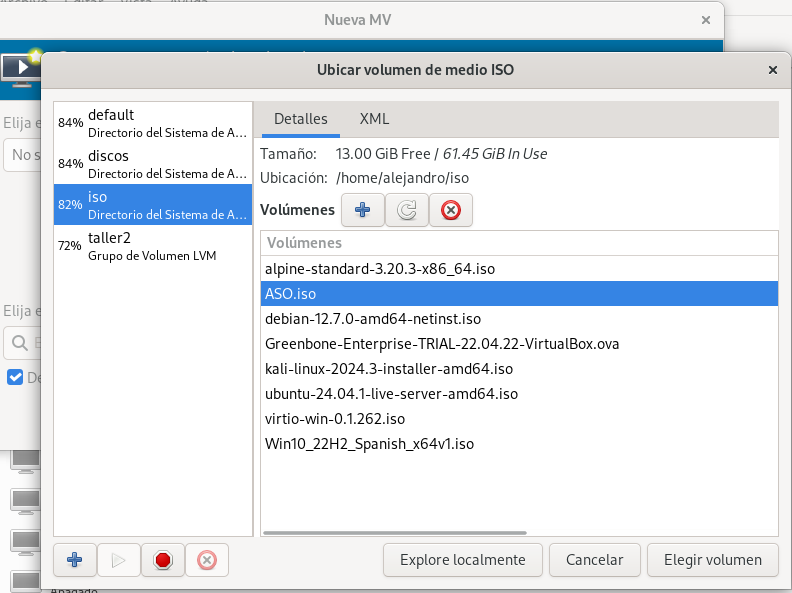 Nueva MV
Ubicar volumen de medio ISO
Elija e
No s
Elija e
De
84% default
Directorio del Sistema de A...
84% discos
Directorio del Sistema de A...
82% iso
Directorio del Sistema de A...
72% taller2
Grupo de Volumen LVM
Detalles XML
Tamaño: 13.00 GiB Free / 61.45 GiB In Use
Ubicación: /home/alejandro/iso
Volúmenes
Volúmenes
alpine-standard-3.20.3-x86_64.iso
ASO.iso
debian-12.7.0-amd64-netinst.iso
Greenbone-Enterprise-TRIAL-22.04.22-VirtualBox.ova
kali-linux-2024.3-installer-amd64.iso
ubuntu-24.04.1-live-server-amd64.iso
virtio-win-0.1.262.iso
Win10_22H2_Spanish_x64v1.iso
Explore localmente Cancelar Elegir volumen